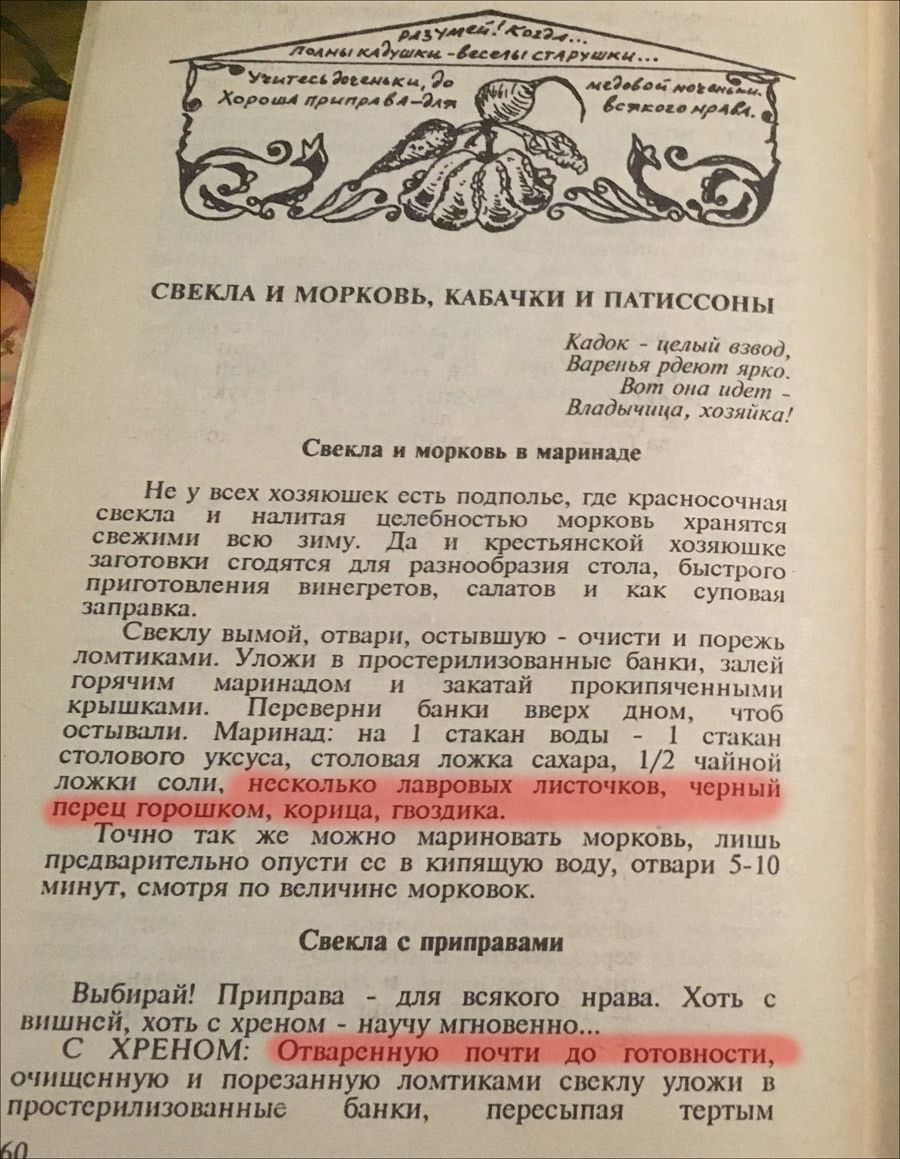 РАЗУМЕЙ! КОГДА...
ПОЛНЫ КАДУШКИ - ВЕСЕЛЫ СТАРУШКИ...
Учитесь доченьки, до медовой ноченьки.
ХОРОША ПРИПРАВА - ДЛЯ ВСЯКОГО НРАВА.
СВЕКЛА И МОРКОВЬ, КАБАЧКИ И ПАТИССОНЫ
Кадок - целый взвод,
Варенья рдеют ярко.
Вот она идет -
Владычица, хозяйка!
Свекла и морковь в маринаде
Не у всех хозяюшек есть подполье, где красносочная
свекла и налитая целебностью морковь хранятся
свежими всю зиму. Да и крестьянской хозяюшке
заготовки сгодятся для разнообразия стола, быстрого
приготовления винегретов, салатов и как суповая
заправка.
Свеклу вымой, отвари, остывшую - очисти и порежь
ломтиками. Уложи в простерилизованные банки, залей
горячим маринадом и закатай прокипяченными
крышками. Переверни банки вверх дном, чтоб
остывали. Маринад: на 1 стакан воды - 1 стакан
столового уксуса, столовая ложка сахара, 1/2 чайной
ложки соли, несколько лавровых листочков, черный
перец горошком, корица, гвоздика.
Точно так же можно мариновать морковь, лишь
предварительно опусти ее в кипящую воду, отвари 5-10
минут, смотря по величине морковок.
Свекла с приправами
Выбирай! Приправа - для всякого нрава. Хоть с
вишней, хоть с хреном - научу мгновенно...
С ХРЕНОМ: Отваренную почти до готовности,
очищенную и порезанную ломтиками свеклу уложи в
простерилизованные банки, пересыпая тертым
60